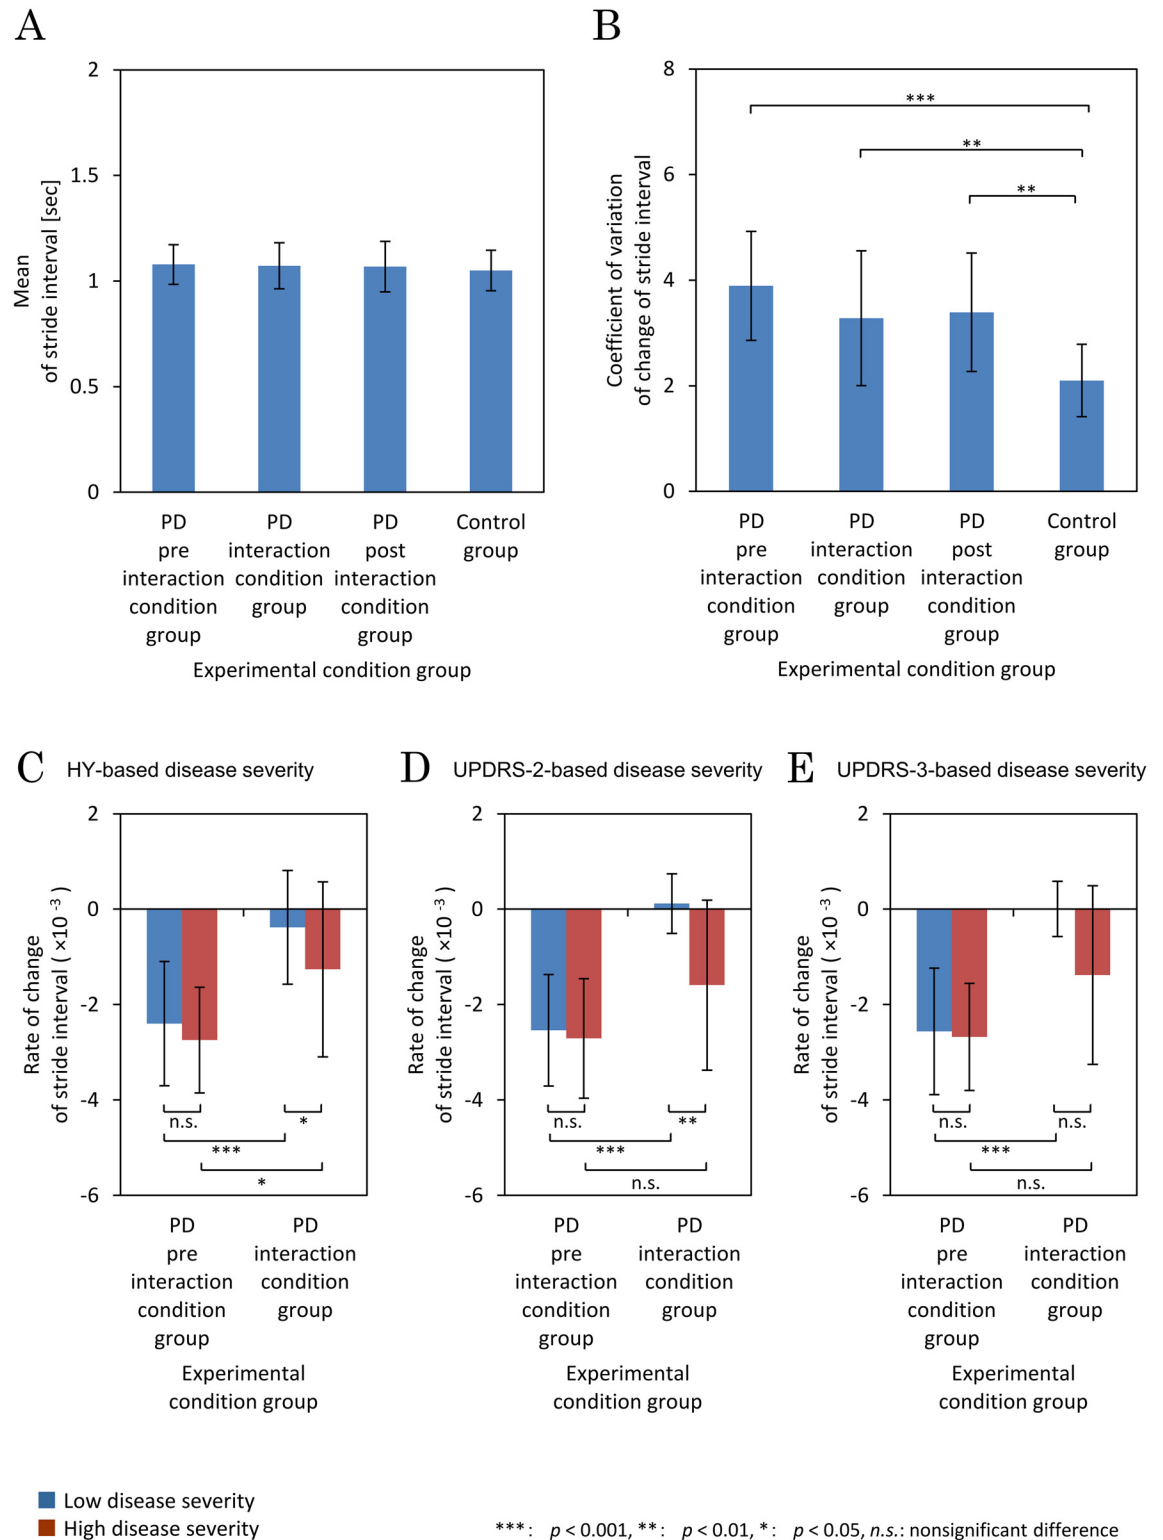 A
B
2
1.5
1
0.5
0
Mean
of stride interval [sec]
PD
pre
interaction
condition
group
PD
interaction
condition
group
PD
post
interaction
condition
group
Control
group
Experimental condition group
8
6
4
2
0
Coefficient of variation
of change of stride interval
***
**
**
PD
pre
interaction
condition
group
PD
interaction
condition
group
PD
post
interaction
condition
group
Control
group
Experimental condition group
C HY-based disease severity
2
0
-2
-4
-6
Rate of change
of stride interval ( ×10 -3 )
n.s.
*
***
*
PD
pre
interaction
condition
group
PD
interaction
condition
group
Experimental
condition group
D UPDRS-2-based disease severity
2
0
-2
-4
-6
Rate of change
of stride interval ( ×10 -3 )
n.s.
**
***
n.s.
PD
pre
interaction
condition
group
PD
interaction
condition
group
Experimental
condition group
E UPDRS-3-based disease severity
2
0
-2
-4
-6
Rate of change
of stride interval ( ×10 -3 )
n.s.
n.s.
***
n.s.
PD
pre
interaction
condition
group
PD
interaction
condition
group
Experimental
condition group
Low disease severity
High disease severity
***: p < 0.001, **: p < 0.01, *: p < 0.05, n.s.: nonsignificant difference